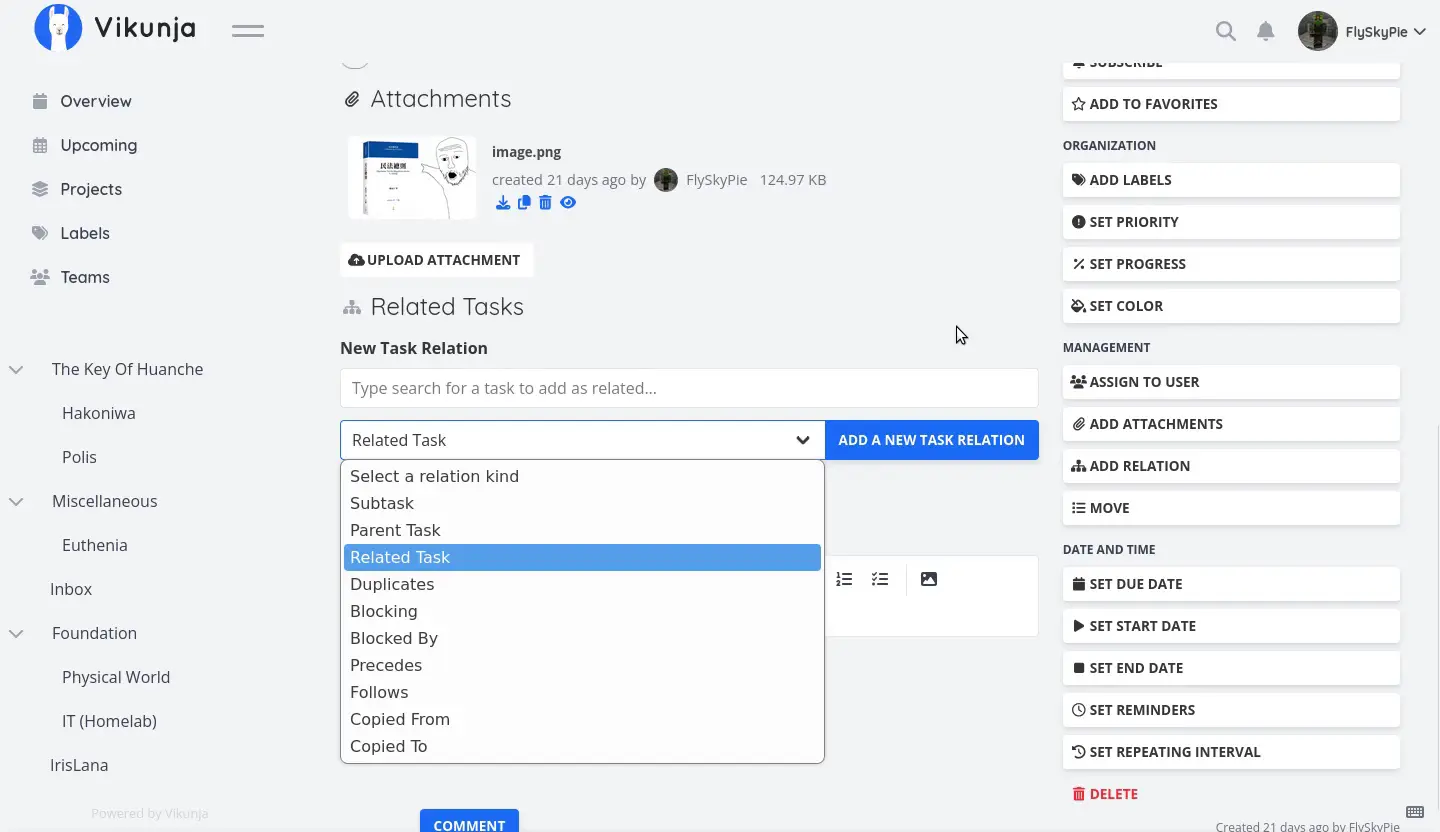 Vikunja
FlySkyPie
Overview
Upcoming
Projects
Labels
Teams
The Key Of Huanche
Hakoniwa
Polis
Miscellaneous
Euthenia
Inbox
Foundation
Physical World
IT (Homelab)
IrisLana
Powered by Vikunja
Attachments
民法總則
image.png
created 21 days ago by FlySkyPie 124.97 KB
UPLOAD ATTACHMENT
Related Tasks
New Task Relation
Type search for a task to add as related...
Related Task
ADD A NEW TASK RELATION
Select a relation kind
Subtask
Parent Task
Related Task
Duplicates
Blocking
Blocked By
Precedes
Follows
Copied From
Copied To
COMMENT
SUBSCRIBE
ADD TO FAVORITES
ORGANIZATION
ADD LABELS
SET PRIORITY
SET PROGRESS
SET COLOR
MANAGEMENT
ASSIGN TO USER
ADD ATTACHMENTS
ADD RELATION
MOVE
DATE AND TIME
SET DUE DATE
SET START DATE
SET END DATE
SET REMINDERS
SET REPEATING INTERVAL
DELETE
Created 21 days ago by FlySkyPie